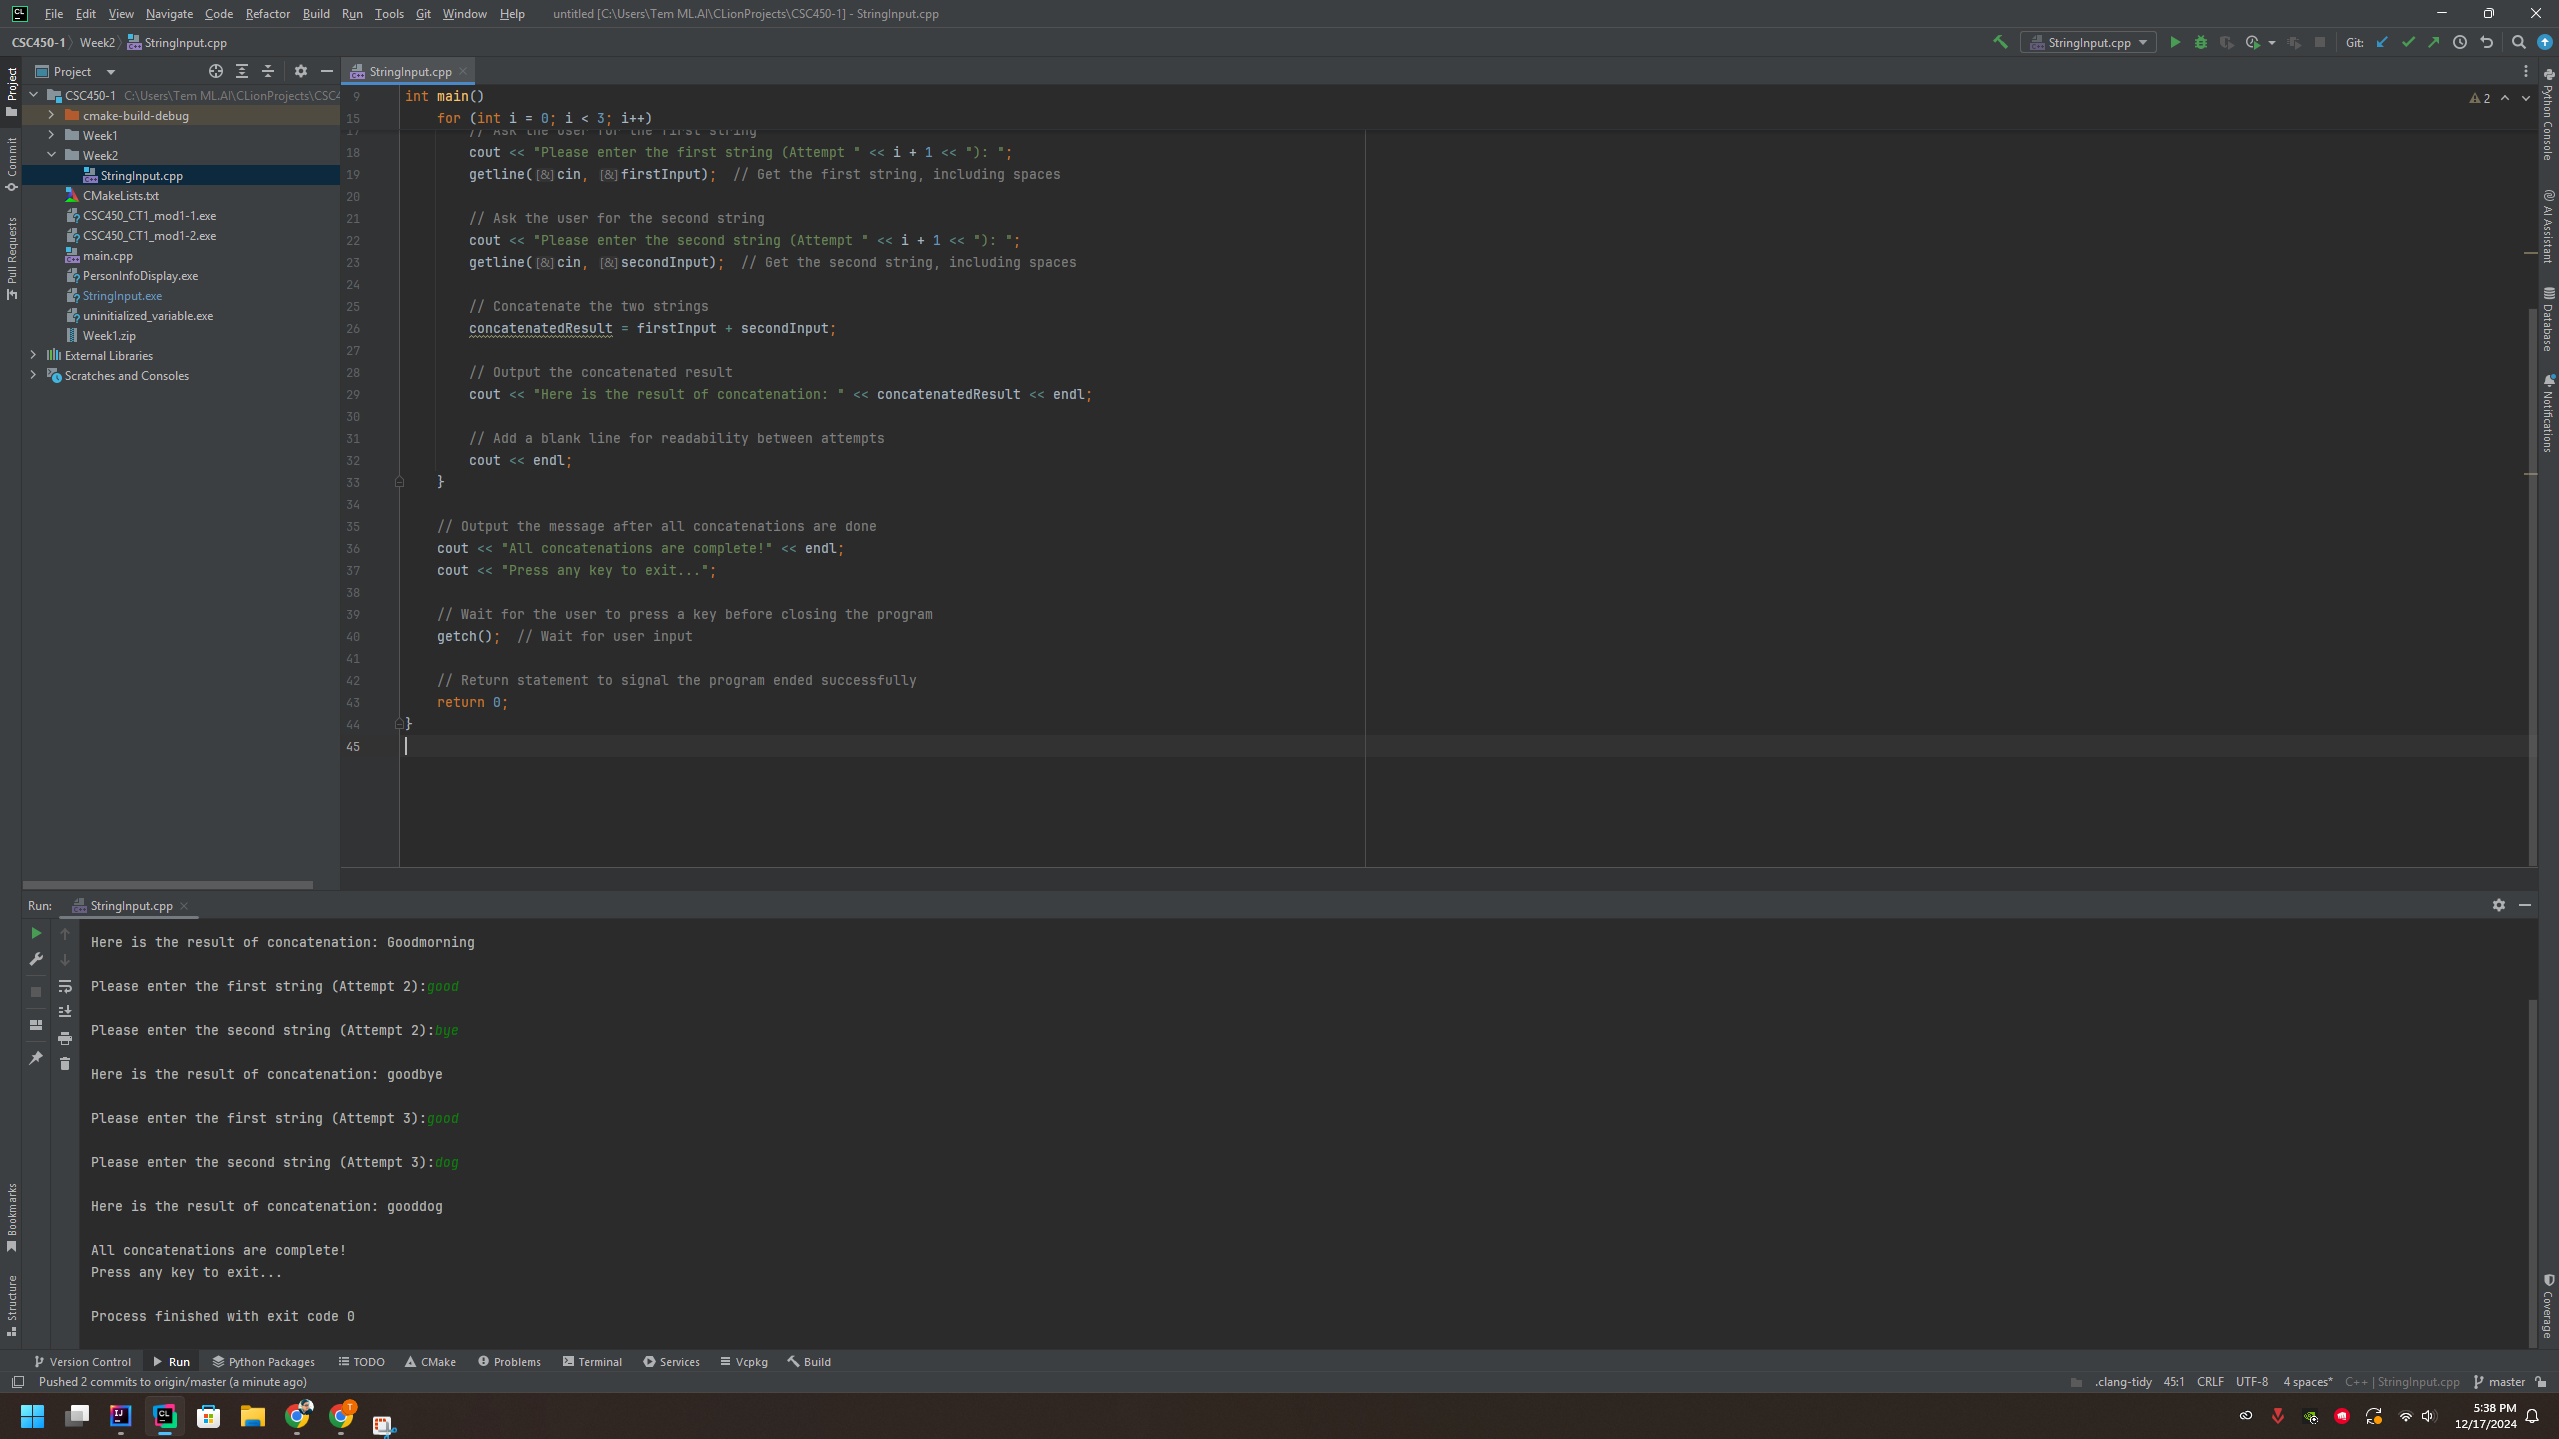 File Edit View Navigate Code Refactor Build Run Tools Git Window Help untitled [C:\Users\Tem ML.AI\CLionProjects\CSC450-1] - StringInput.cpp
CSC450-1 Week2 StringInput.cpp
StringInput.cpp Git:
Project
StringInput.cpp
CSC450-1 C:\Users\Tem ML.AI\CLionProjects\CSC4
cmake-build-debug
Week1
Week2
StringInput.cpp
CMakeLists.txt
CSC450_CT1_mod1-1.exe
CSC450_CT1_mod1-2.exe
main.cpp
PersonInfoDisplay.exe
StringInput.exe
uninitialized_variable.exe
Week1.zip
External Libraries
Scratches and Consoles
Project
Commit
Pull Requests
Bookmarks
Structure
2
9 int main()
15 for (int i = 0; i < 3; i++)
17 // Ask the user for the first string
18 cout << "Please enter the first string (Attempt " << i + 1 << "): ";
19 getline([&]cin, [&]firstInput); // Get the first string, including spaces
20
21 // Ask the user for the second string
22 cout << "Please enter the second string (Attempt " << i + 1 << "): ";
23 getline([&]cin, [&]secondInput); // Get the second string, including spaces
24
25 // Concatenate the two strings
26 concatenatedResult = firstInput + secondInput;
27
28 // Output the concatenated result
29 cout << "Here is the result of concatenation: " << concatenatedResult << endl;
30
31 // Add a blank line for readability between attempts
32 cout << endl;
33 }
34
35 // Output the message after all concatenations are done
36 cout << "All concatenations are complete!" << endl;
37 cout << "Press any key to exit...";
38
39 // Wait for the user to press a key before closing the program
40 getch(); // Wait for user input
41
42 // Return statement to signal the program ended successfully
43 return 0;
44 }
45
Python Console
AI Assistant
Database
Notifications
Coverage
Run: StringInput.cpp
Here is the result of concatenation: Goodmorning
Please enter the first string (Attempt 2):good
Please enter the second string (Attempt 2):bye
Here is the result of concatenation: goodbye
Please enter the first string (Attempt 3):good
Please enter the second string (Attempt 3):dog
Here is the result of concatenation: gooddog
All concatenations are complete!
Press any key to exit...
Process finished with exit code 0
Version Control Run Python Packages TODO CMake Problems Terminal Services Vcpkg Build
Pushed 2 commits to origin/master (a minute ago) .clang-tidy 45:1 CRLF UTF-8 4 spaces* C++ | StringInput.cpp master
5:38 PM
12/17/2024